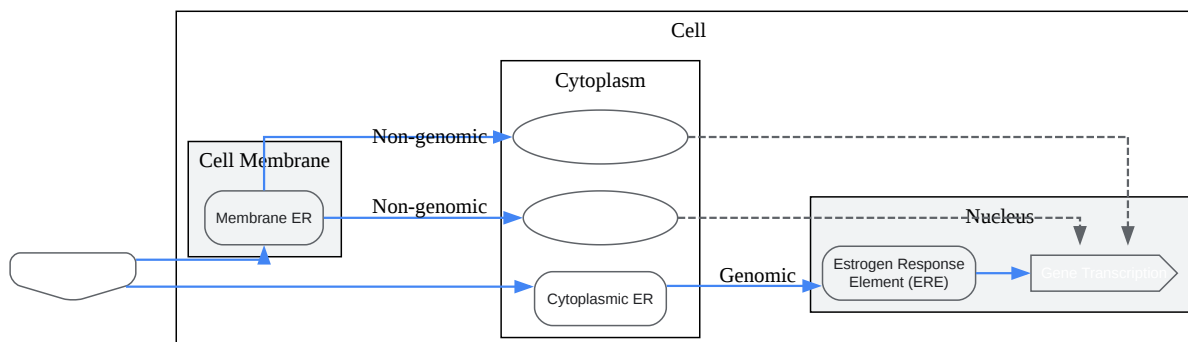 Cell
Cytoplasm
Non-genomic
Cell Membrane
Membrane ER
Non-genomic
Nucleus
Cytoplasmic ER
Genomic
Estrogen Response
Element (ERE)
Gene Transcription